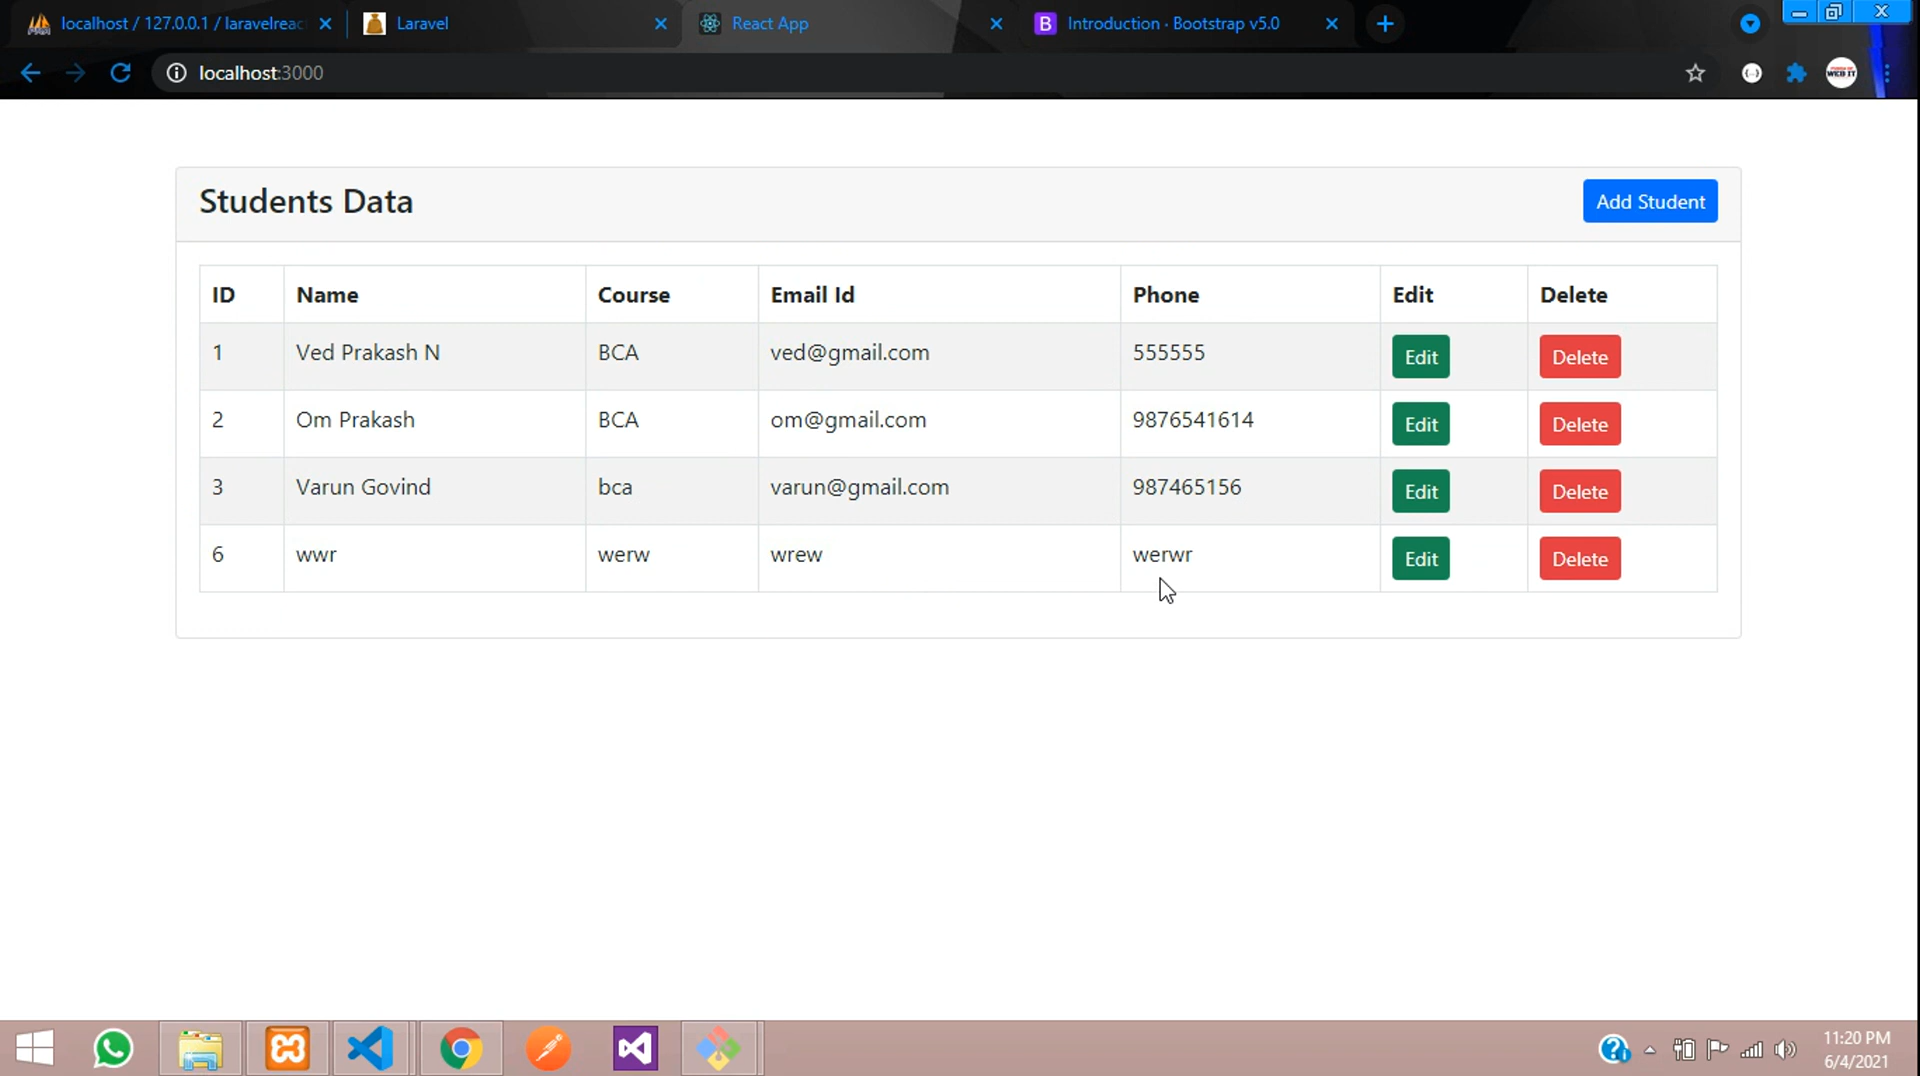 localhost / 127.0.0.1 / laravelreac
Laravel
React App
Introduction · Bootstrap v5.0
localhost:3000
WEB IT
Students Data
Add Student
ID Name Course Email Id Phone Edit Delete
1 Ved Prakash N BCA ved@gmail.com 555555 Edit Delete
2 Om Prakash BCA om@gmail.com 9876541614 Edit Delete
3 Varun Govind bca varun@gmail.com 987465156 Edit Delete
6 wwr werw wrew werwr Edit Delete
11:20 PM
6/4/2021